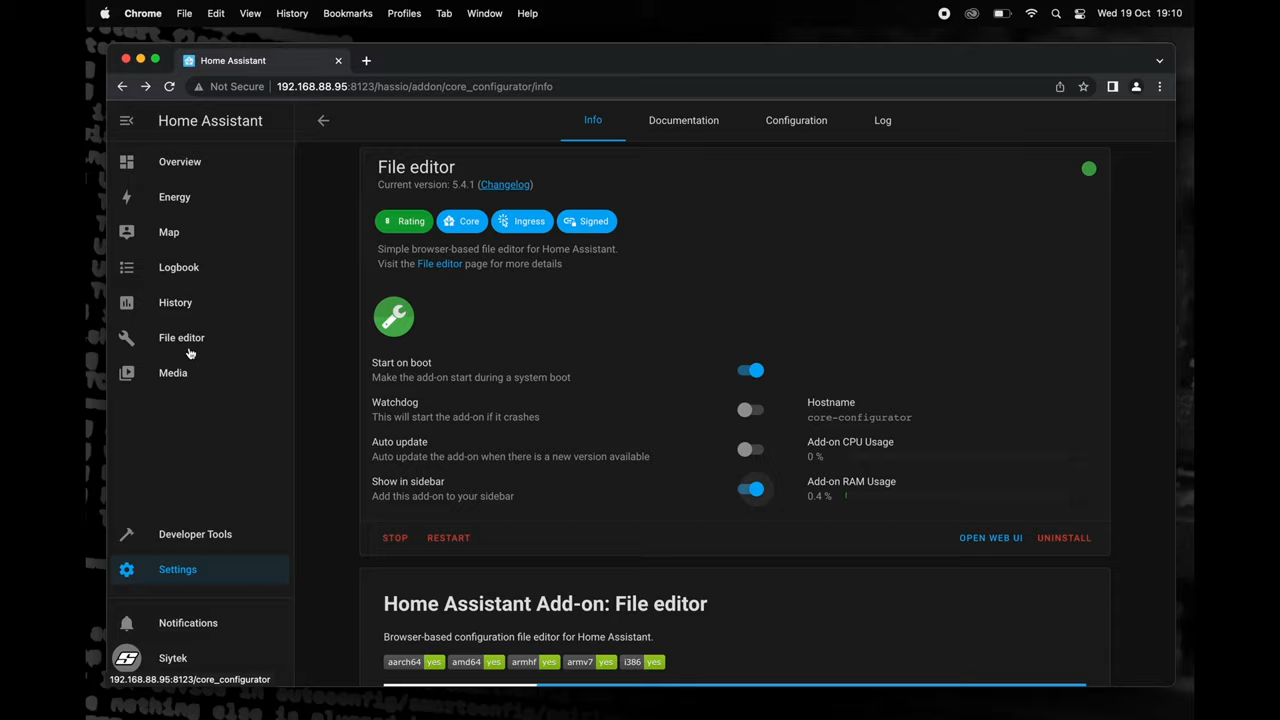 Chrome File Edit View History Bookmarks Profiles Tab Window Help Wed 19 Oct 19:10
Home Assistant
Not Secure 192.168.88.95:8123/hassio/addon/core_configurator/info
Home Assistant
Info Documentation Configuration Log
Overview
Energy
Map
Logbook
History
File editor
Media
Developer Tools
Settings
Notifications
Siytek
192.168.88.95:8123/core_configurator
File editor
Current version: 5.4.1 (Changelog)
8 Rating Core Ingress Signed
Simple browser-based file editor for Home Assistant.
Visit the File editor page for more details
Start on boot
Make the add-on start during a system boot
Watchdog
This will start the add-on if it crashes
Auto update
Auto update the add-on when there is a new version available
Show in sidebar
Add this add-on to your sidebar
Hostname
core-configurator
Add-on CPU Usage
0 %
Add-on RAM Usage
0.4 %
STOP RESTART OPEN WEB UI UNINSTALL
Home Assistant Add-on: File editor
Browser-based configuration file editor for Home Assistant.
aarch64 yes amd64 yes armhf yes armv7 yes i386 yes